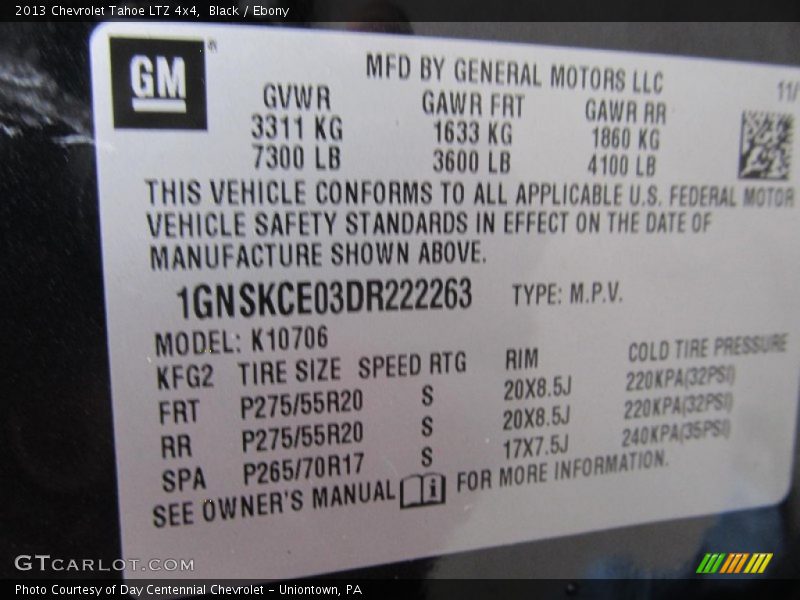 2013 Chevrolet Tahoe LTZ 4x4, Black / Ebony
GM®
MFD BY GENERAL MOTORS LLC
11/
GVWR GAWR FRT GAWR RR
3311 KG 1633 KG 1860 KG
7300 LB 3600 LB 4100 LB
THIS VEHICLE CONFORMS TO ALL APPLICABLE U.S. FEDERAL MOTOR
VEHICLE SAFETY STANDARDS IN EFFECT ON THE DATE OF
MANUFACTURE SHOWN ABOVE.
1GNSKCE03DR222263 TYPE: M.P.V.
MODEL: K10706
KFG2 TIRE SIZE SPEED RTG RIM COLD TIRE PRESSURE
FRT P275/55R20 S 20X8.5J 220KPA(32PSI)
RR P275/55R20 S 20X8.5J 220KPA(32PSI)
SPA P265/70R17 S 17X7.5J 240KPA(35PSI)
SEE OWNER'S MANUAL i FOR MORE INFORMATION.
GTCARLOT.COM
Photo Courtesy of Day Centennial Chevrolet - Uniontown, PA